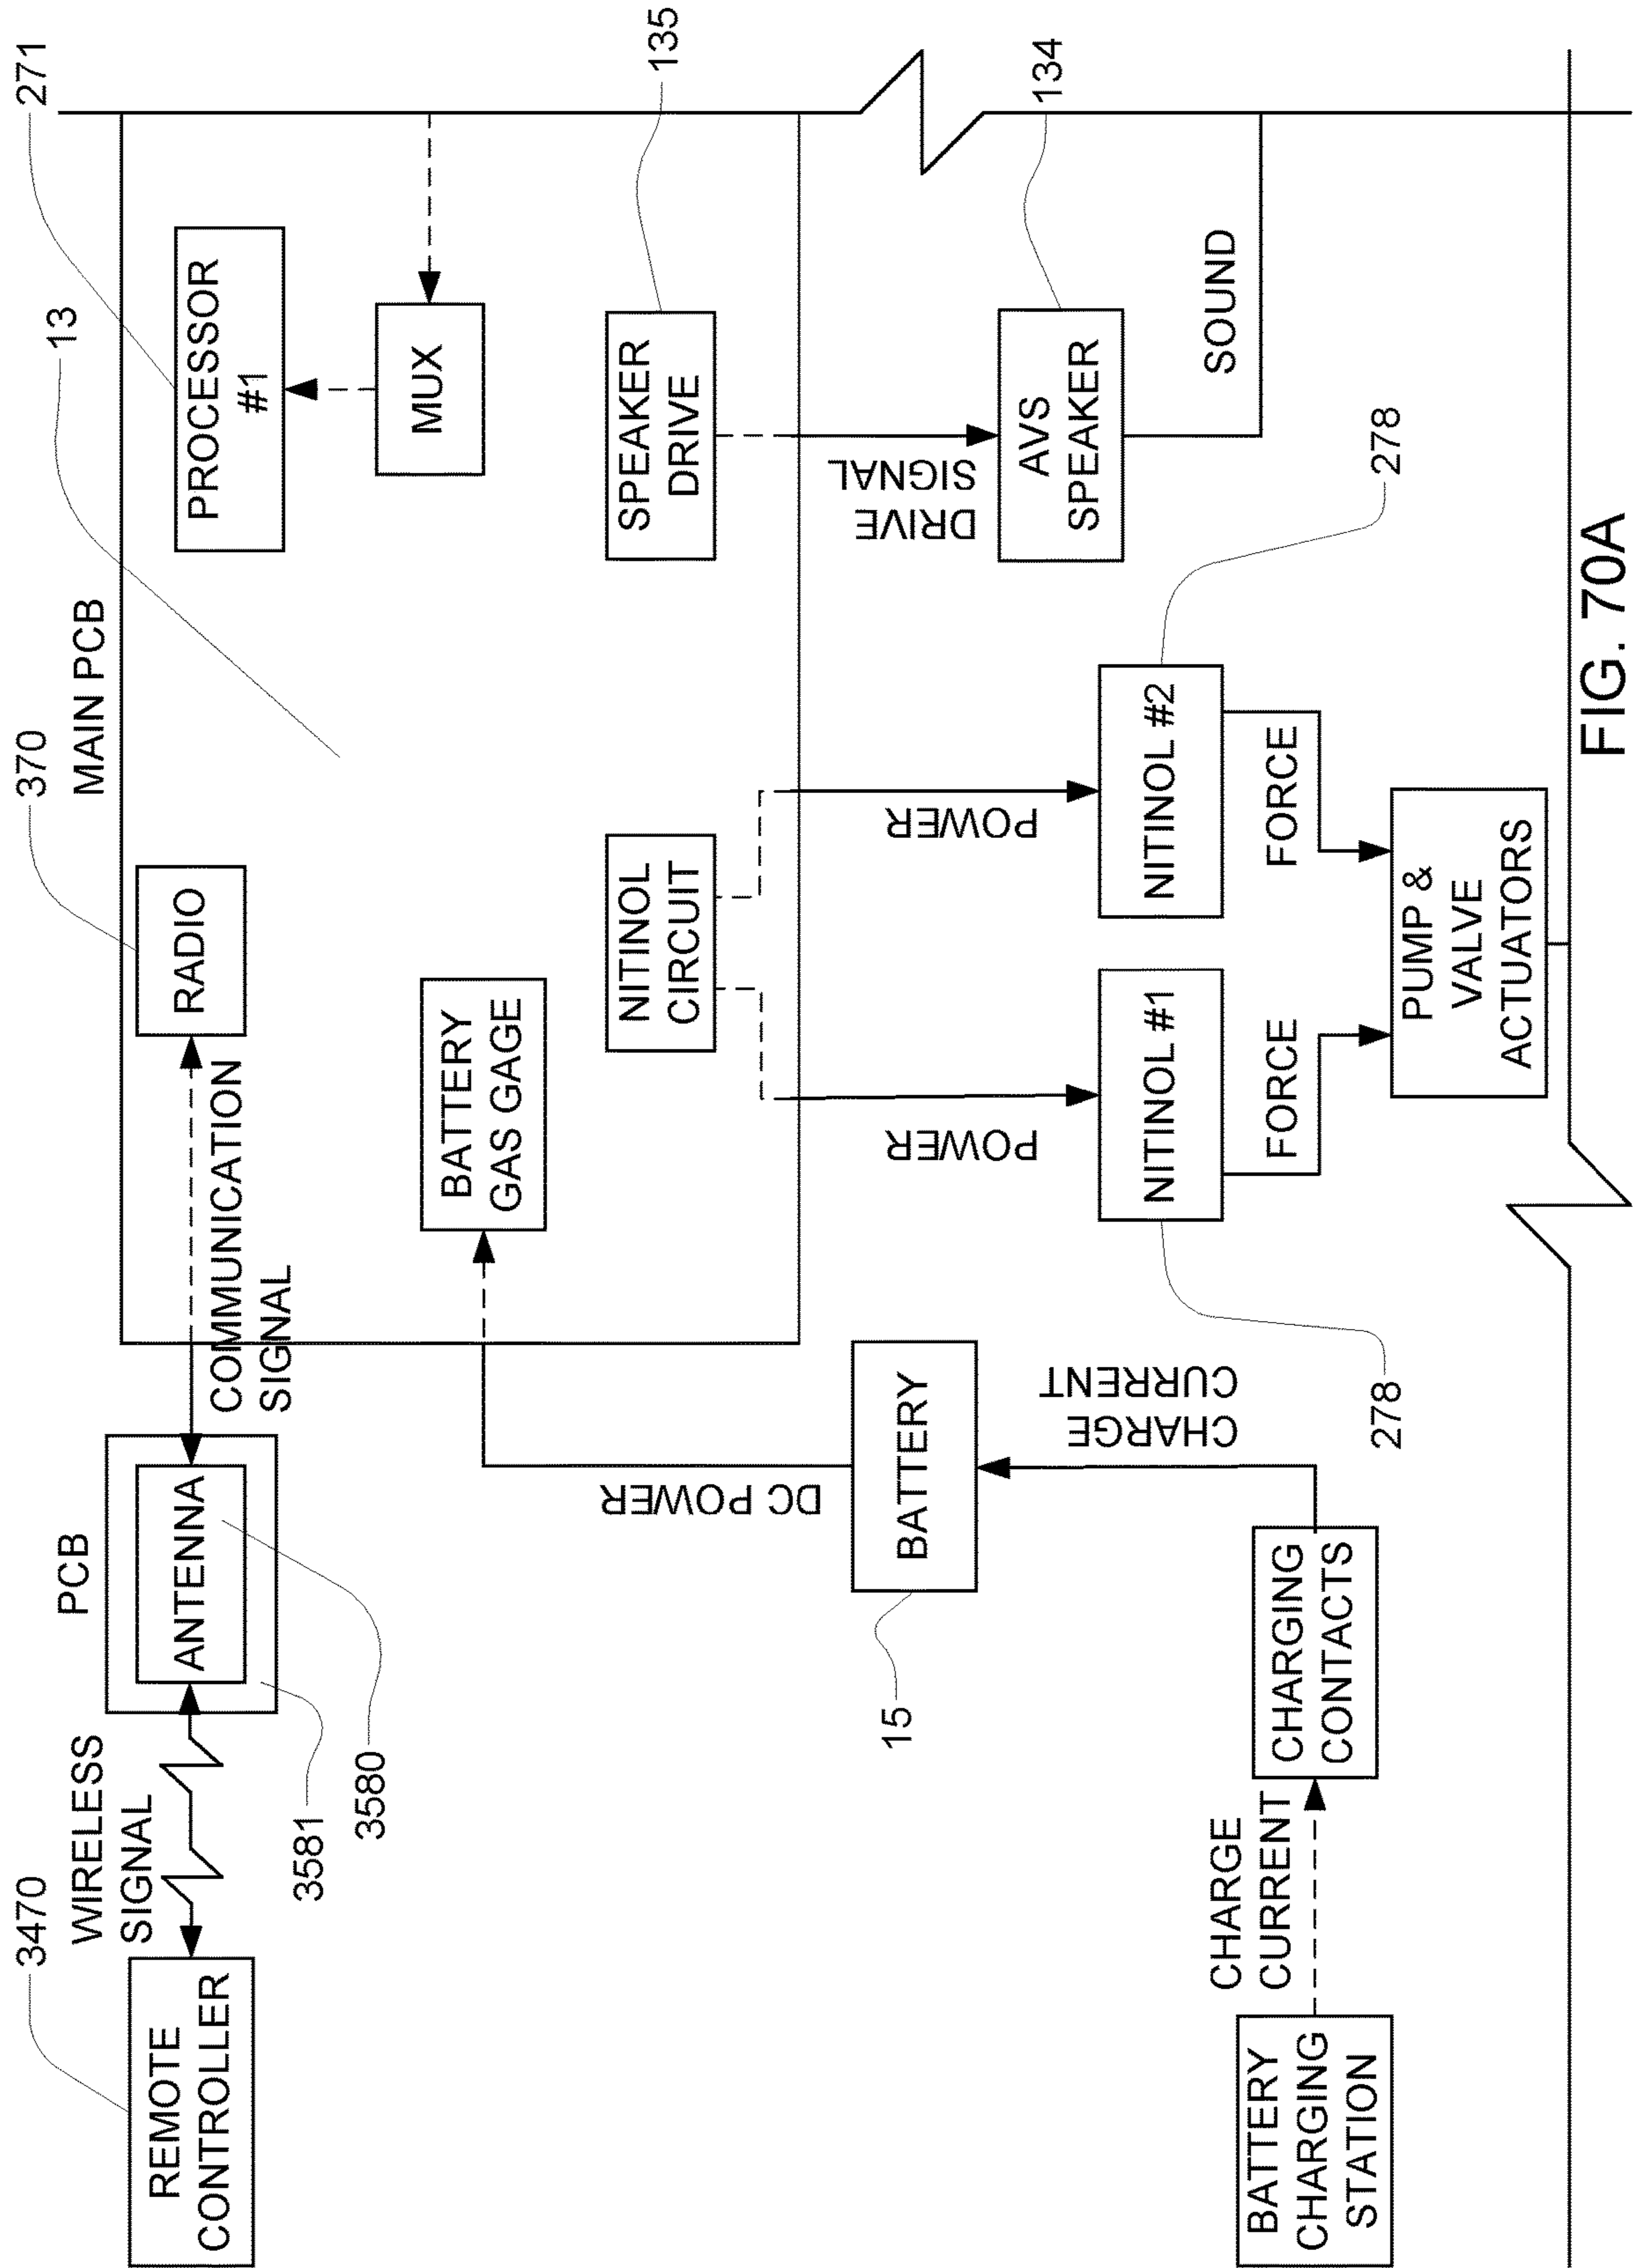 3470
REMOTE
CONTROLLER
WIRELESS
SIGNAL
PCB
ANTENNA
3581
3580
COMMUNICATION
SIGNAL
370
RADIO
MAIN PCB
13
271
PROCESSOR
#1
MUX
BATTERY
GAS GAGE
NITINOL
CIRCUIT
SPEAKER
DRIVE
135
DC POWER
BATTERY
15
CHARGE
CURRENT
POWER
POWER
DRIVE
SIGNAL
AVS
SPEAKER
134
SOUND
NITINOL #1
278
NITINOL #2
278
FORCE
FORCE
PUMP &
VALVE
ACTUATORS
BATTERY
CHARGING
STATION
CHARGE
CURRENT
CHARGING
CONTACTS
FIG. 70A